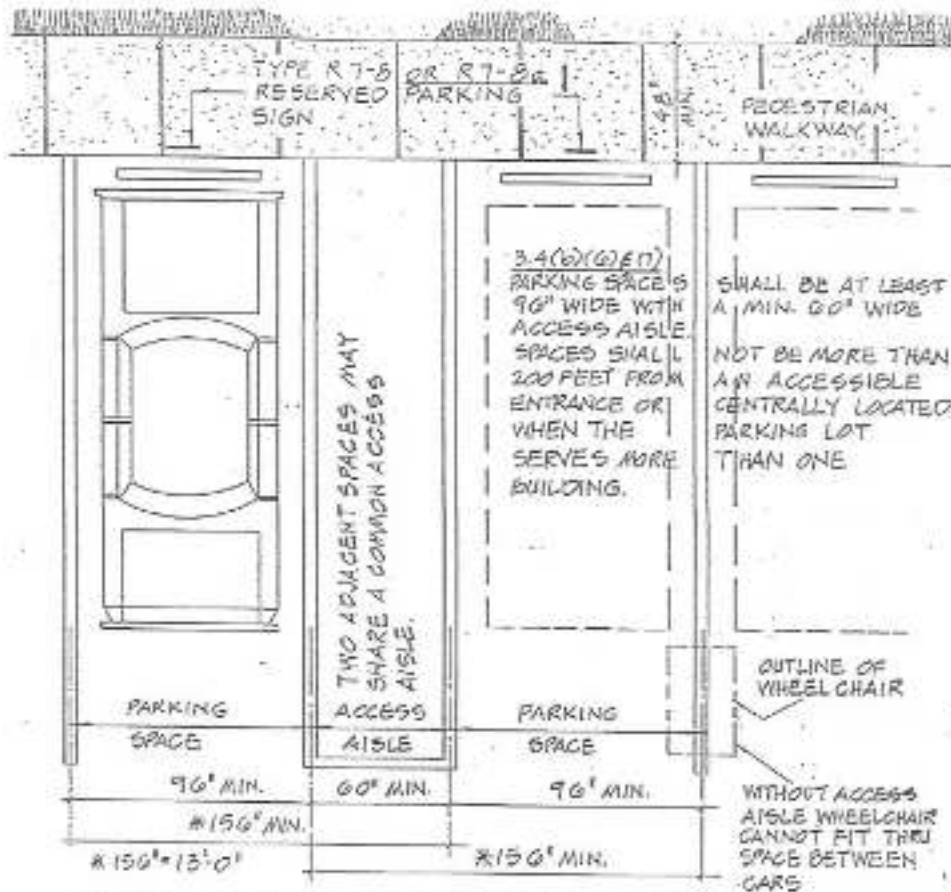 TYPE R7-8 OR R7-8a
RESERVED PARKING
SIGN
48" MIN.
PEDESTRIAN
WALKWAY
3.4(b)(6)&(7)
PARKING SPACES SHALL BE AT LEAST
96" WIDE WITH A MIN. 60" WIDE
ACCESS AISLE.
SPACES SHALL NOT BE MORE THAN
200 FEET FROM AN ACCESSIBLE
ENTRANCE OR CENTRALLY LOCATED
WHEN THE PARKING LOT
SERVES MORE THAN ONE
BUILDING.
TWO ADJACENT SPACES MAY
SHARE A COMMON ACCESS
AISLE.
OUTLINE OF
WHEEL CHAIR
PARKING
SPACE
ACCESS
AISLE
PARKING
SPACE
96" MIN.
60" MIN.
96" MIN.
*156" MIN.
*156"=13'-0"
*156" MIN.
WITHOUT ACCESS
AISLE WHEELCHAIR
CANNOT FIT THRU
SPACE BETWEEN
CARS